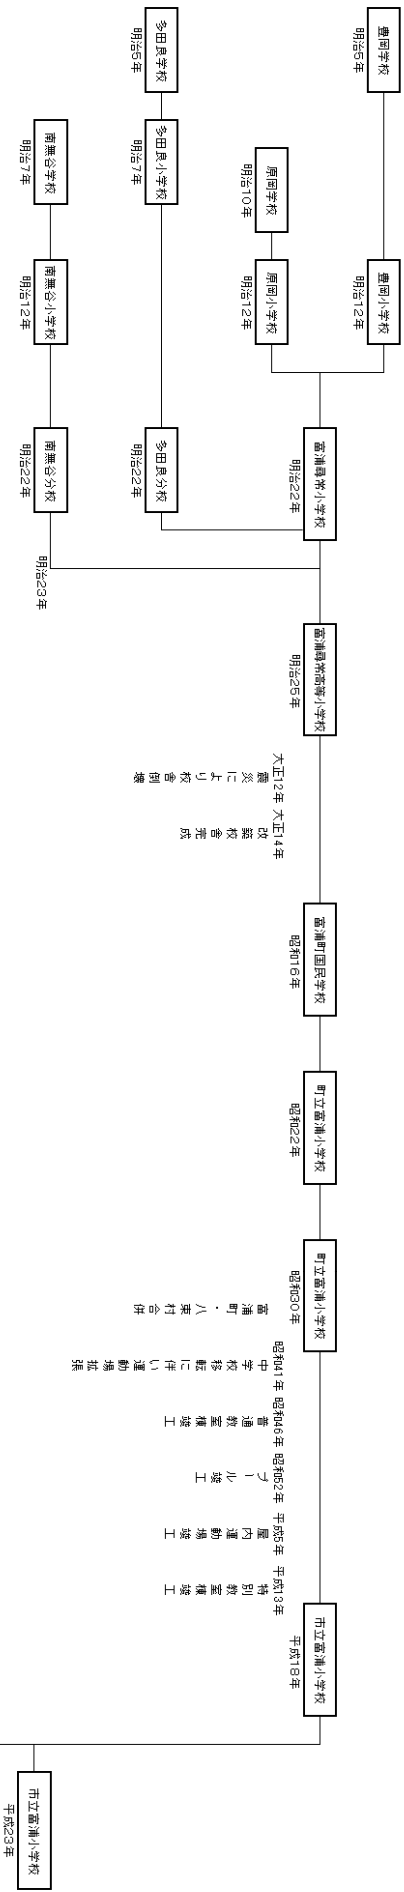 豊岡学校
明治5年
豊岡小学校
明治12年
原岡学校
明治10年
原岡小学校
明治12年
多田良学校
明治5年
多田良小学校
明治7年
多田良分校
明治22年
南無谷学校
明治7年
南無谷小学校
明治12年
南無谷分校
明治22年
明治23年
富浦尋常小学校
明治22年
富浦尋常高等小学校
明治25年
大正12年
震災により校舎倒壊
大正14年
改築校舎完成
富浦町国民学校
昭和16年
町立富浦小学校
昭和22年
町立富浦小学校
昭和30年
富浦町・八束村合併
昭和41年
中学校移転に伴い運動場拡張
昭和46年
普通教室棟竣工
昭和52年
プール竣工
平成5年
屋内運動場竣工
平成13年
特別教室棟竣工
市立富浦小学校
平成18年
市立富浦小学校
平成23年